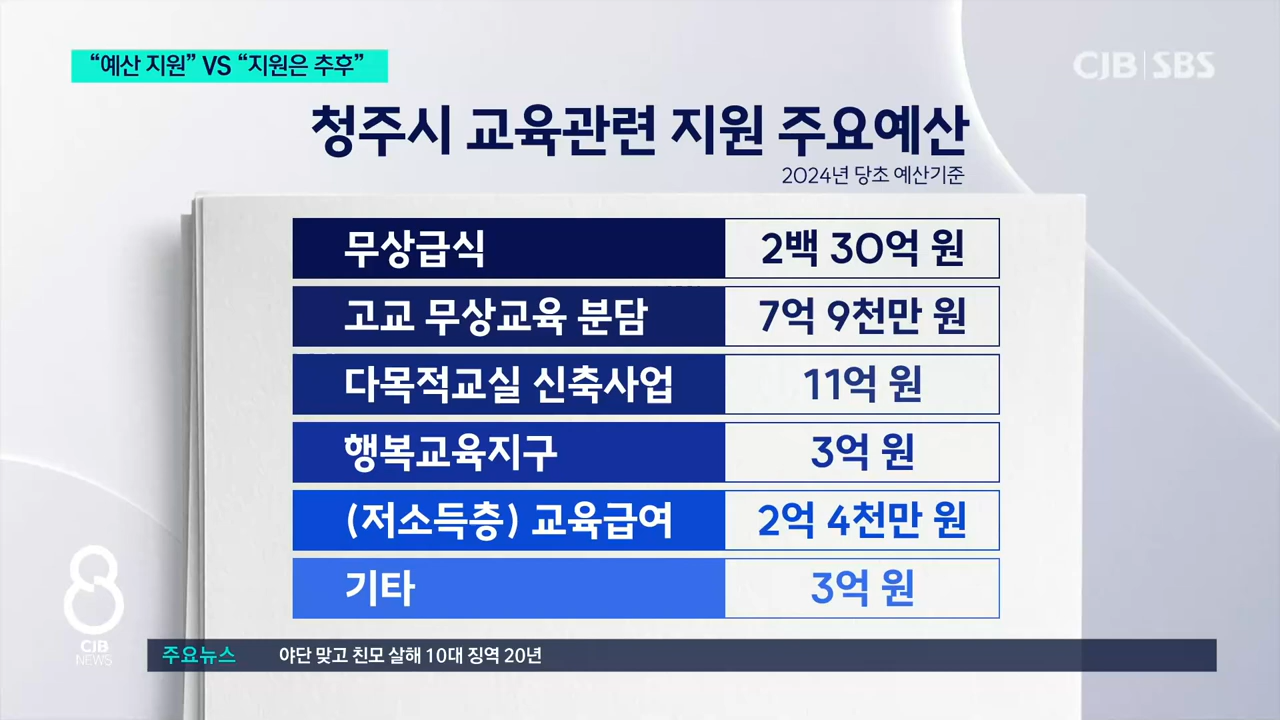 “예산 지원” VS “지원은 추후”
CJB SBS
청주시 교육관련 지원 주요예산
2024년 당초 예산기준
무상급식 2백 30억 원
고교 무상교육 분담 7억 9천만 원
다목적교실 신축사업 11억 원
행복교육지구 3억 원
(저소득층) 교육급여 2억 4천만 원
기타 3억 원
8
CJB
NEWS
주요뉴스 야단 맞고 친모 살해 10대 징역 20년